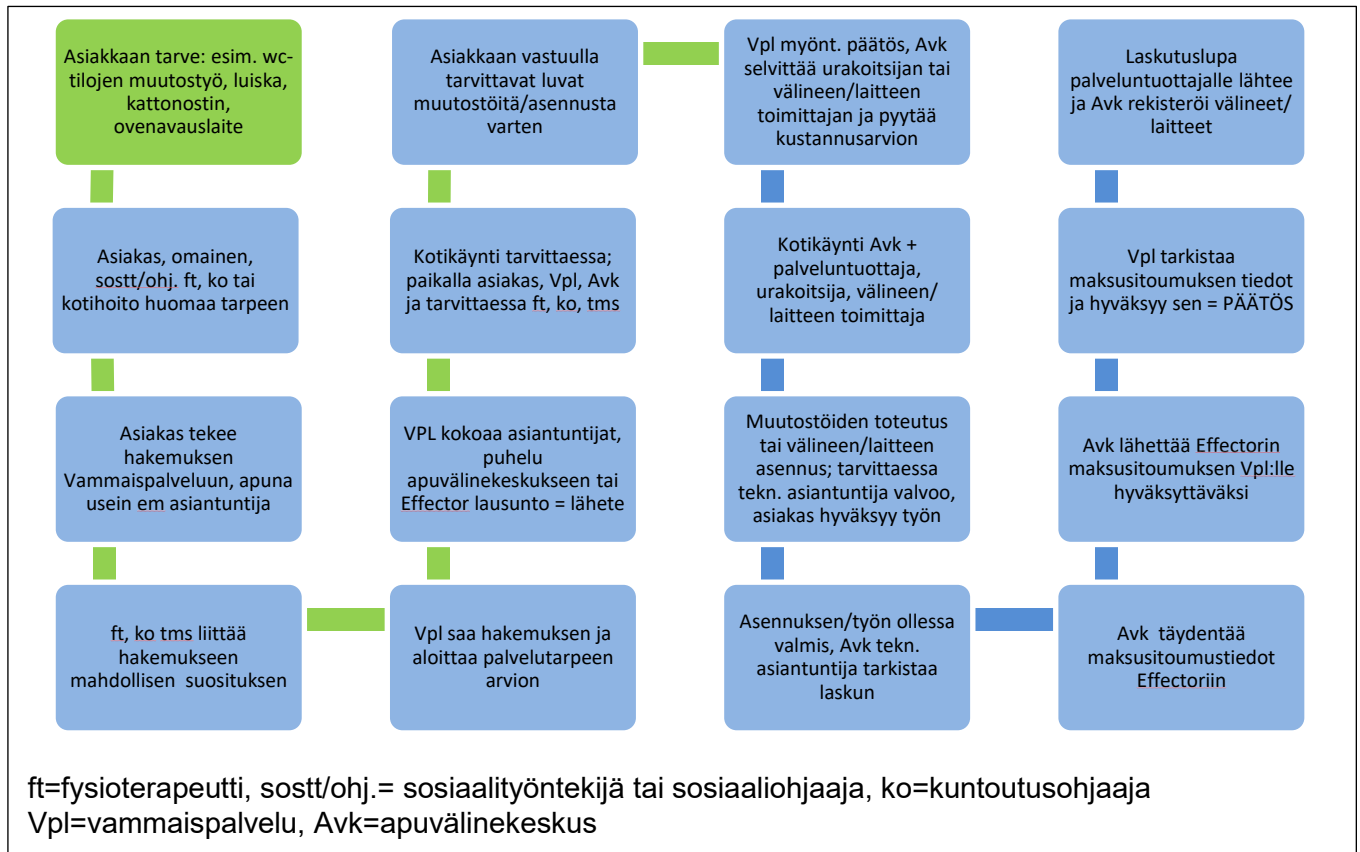 Asiakkaan tarve: esim. wc-
tilojen muutostyö, luiska,
kattonostin,
ovenavauslaite
Asiakas, omainen,
sostt/ohj. ft, ko tai
kotihoito huomaa tarpeen
Asiakas tekee
hakemuksen
Vammaispalveluun, apuna
usein em asiantuntija
ft, ko tms liittää
hakemukseen
mahdollisen suosituksen
Vpl saa hakemuksen ja
aloittaa palvelutarpeen
arvion
VPL kokoaa asiantuntijat,
puhelu
apuvälinekeskukseen tai
Effector lausunto = lähete
Kotikäynti tarvittaessa;
paikalla asiakas, Vpl, Avk
ja tarvittaessa ft, ko, tms
Asiakkaan vastuulla
tarvittavat luvat
muutostöitä/asennusta
varten
Vpl myönt. päätös, Avk
selvittää urakoitsijan tai
välineen/laitteen
toimittajan ja pyytää
kustannusarvion
Kotikäynti Avk +
palveluntuottaja,
urakoitsija, välineen/
laitteen toimittaja
Muutostöiden toteutus
tai välineen/laitteen
asennus; tarvittaessa
tekn. asiantuntija valvoo,
asiakas hyväksyy työn
Asennuksen/työn ollessa
valmis, Avk tekn.
asiantuntija tarkistaa
laskun
Avk täydentää
maksusitoumustiedot
Effectoriin
Avk lähettää Effectorin
maksusitoumuksen Vpl:lle
hyväksyttäväksi
Vpl tarkistaa
maksusitoumuksen tiedot
ja hyväksyy sen = PÄÄTÖS
Laskutuslupa
palveluntuottajalle lähtee
ja Avk rekisteröi välineet/
laitteet
ft=fysioterapeutti, sostt/ohj.= sosiaalityöntekijä tai sosiaaliohjaaja, ko=kuntoutusohjaaja
Vpl=vammaispalvelu, Avk=apuvälinekeskus